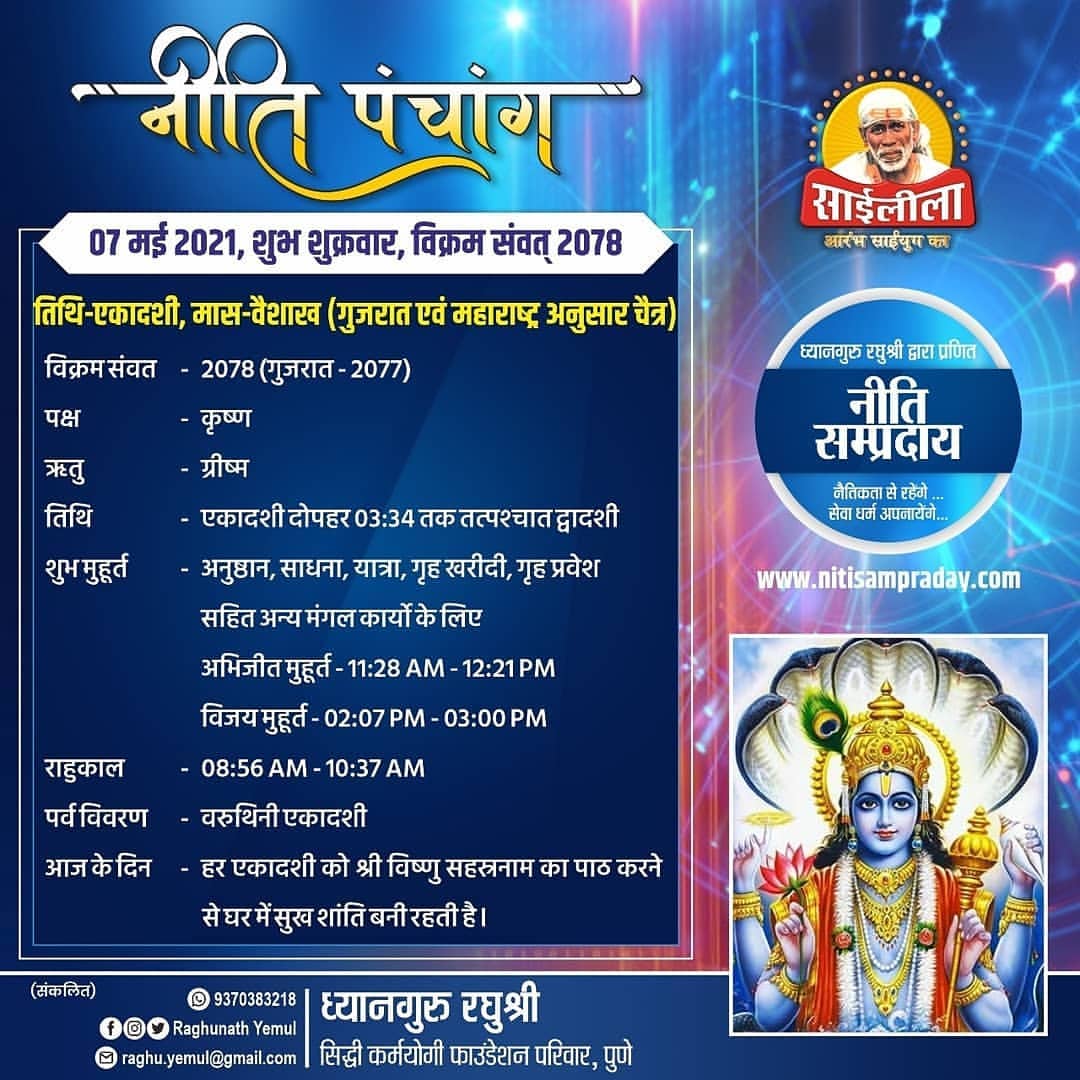 नीति पंचांग
साईलीला
आरंभ साईयुग का
07 मई 2021, शुभ शुक्रवार, विक्रम संवत् 2078
तिथि-एकादशी, मास-वैशाख (गुजरात एवं महाराष्ट्र अनुसार चैत्र)
विक्रम संवत - 2078 (गुजरात - 2077)
पक्ष - कृष्ण
ऋतु - ग्रीष्म
तिथि - एकादशी दोपहर 03:34 तक तत्पश्चात द्वादशी
शुभ मुहूर्त - अनुष्ठान, साधना, यात्रा, गृह खरीदी, गृह प्रवेश
सहित अन्य मंगल कार्यो के लिए
अभिजीत मुहूर्त - 11:28 AM - 12:21 PM
विजय मुहूर्त - 02:07 PM - 03:00 PM
राहुकाल - 08:56 AM - 10:37 AM
पर्व विवरण - वरुथिनी एकादशी
आज के दिन - हर एकादशी को श्री विष्णु सहस्रनाम का पाठ करने
से घर में सुख शांति बनी रहती है।
ध्यानगुरु रघुश्री द्वारा प्रणित
नीति
सम्प्रदाय
नैतिकता से रहेंगे ...
सेवा धर्म अपनायेंगे...
www.nitisampraday.com
(संकलित)
9370383218
Raghunath Yemul
raghu.yemul@gmail.com
ध्यानगुरु रघुश्री
सिद्धी कर्मयोगी फाउंडेशन परिवार, पुणे